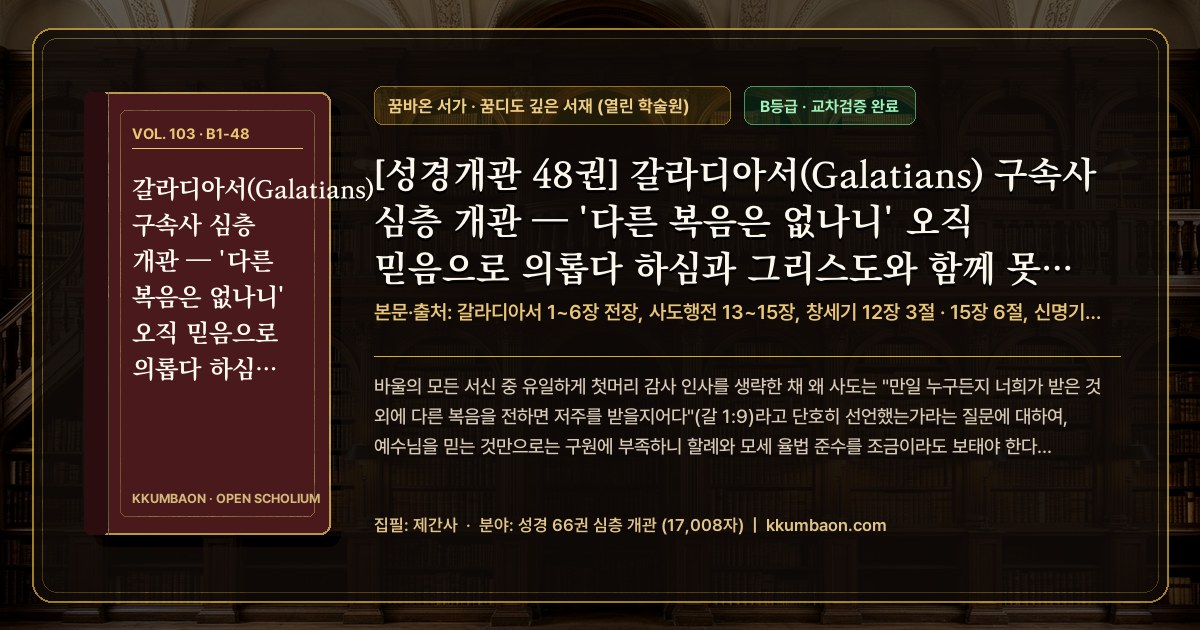 VOL. 103 · B1-48
갈라디아서(Galatians)
구속사 심층
개관 — '다른
복음은 없나니'
오직 믿음으로
의롭다 하심…
KKUMBAON · OPEN SCHOLIUM
꿈바온 서가 · 꿈디도 깊은 서재 (열린 학술원)
B등급 · 교차검증 완료
[성경개관 48권] 갈라디아서(Galatians) 구속사
심층 개관 — '다른 복음은 없나니' 오직
믿음으로 의롭다 하심과 그리스도와 함께 못…
본문·출처: 갈라디아서 1~6장 전장, 사도행전 13~15장, 창세기 12장 3절 · 15장 6절, 신명기…
바울의 모든 서신 중 유일하게 첫머리 감사 인사를 생략한 채 왜 사도는 "만일 누구든지 너희가 받은 것
외에 다른 복음을 전하면 저주를 받을지어다"(갈 1:9)라고 단호히 선언했는가라는 질문에 대하여,
예수님을 믿는 것만으로는 구원에 부족하니 할례와 모세 율법 준수를 조금이라도 보태야 한다…
집필: 제간사 · 분야: 성경 66권 심층 개관 (17,008자) | kkumbaon.com